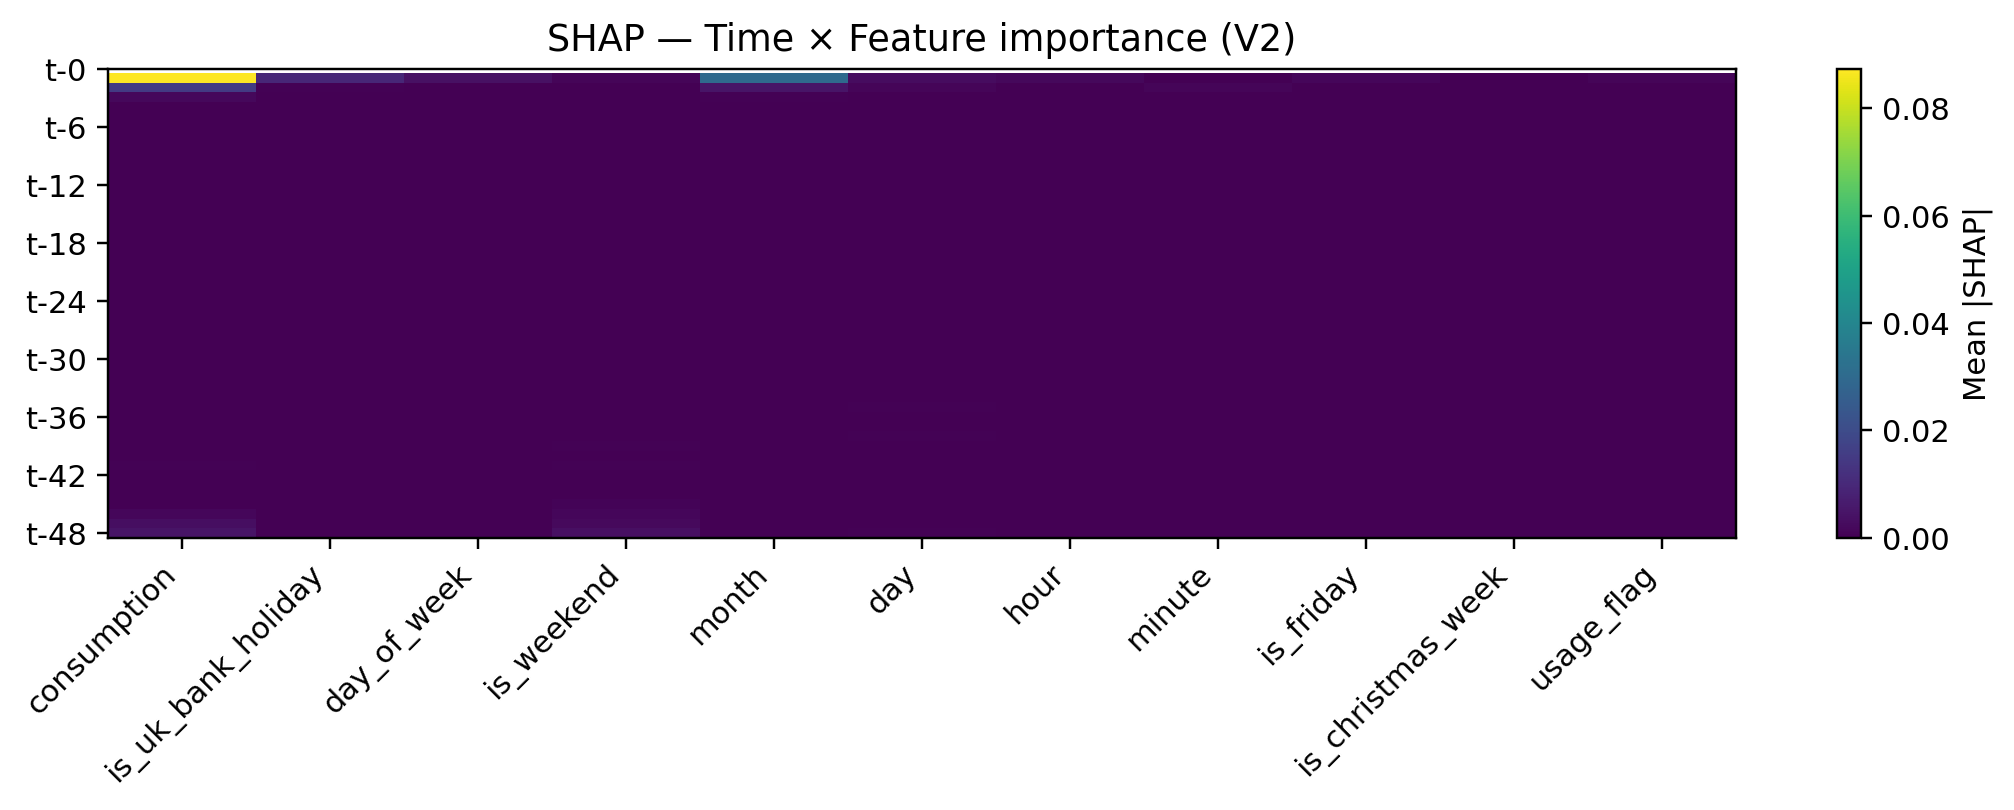 SHAP — Time × Feature importance (V2)
t-0
t-6
t-12
t-18
t-24
t-30
t-36
t-42
t-48
consumption
is_uk_bank_holiday
day_of_week
is_weekend
month
day
hour
minute
is_friday
is_christmas_week
usage_flag
0.08
0.06
0.04
0.02
0.00
Mean |SHAP|